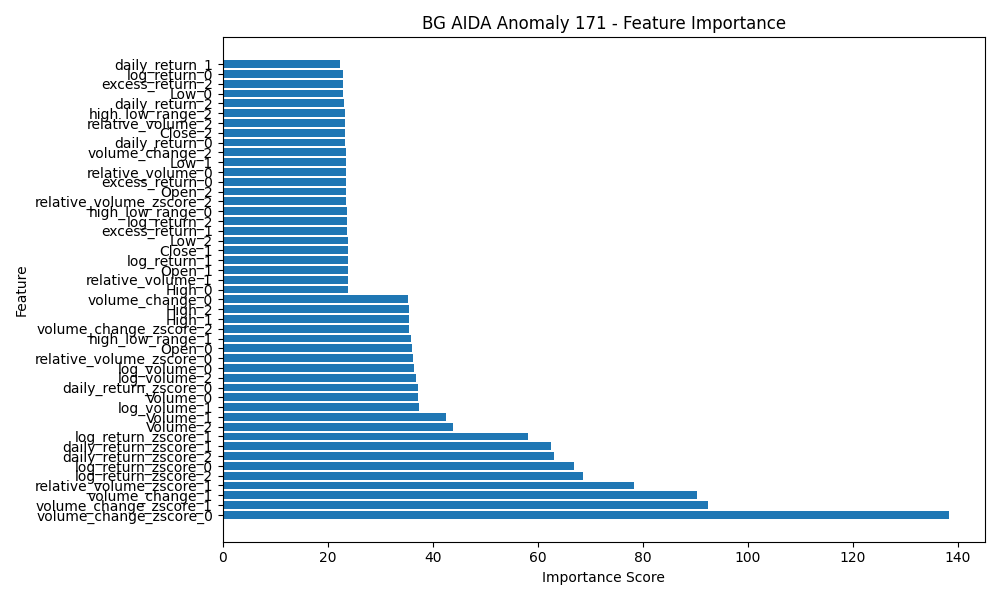 BG AIDA Anomaly 171 - Feature Importance
daily_return_1
log_return_0
excess_return_2
Low_0
daily_return_2
high_low_range_2
relative_volume_2
Close_2
daily_return_0
volume_change_2
Low_1
relative_volume_0
excess_return_0
Open_2
relative_volume_zscore_2
high_low_range_0
log_return_2
excess_return_1
Low_2
Close_1
log_return_1
Open_1
relative_volume_1
High_0
volume_change_0
High_2
High_1
volume_change_zscore_2
high_low_range_1
Open_0
relative_volume_zscore_0
log_volume_0
log_volume_2
daily_return_zscore_0
Volume_0
log_volume_1
Volume_1
Volume_2
log_return_zscore_1
daily_return_zscore_1
daily_return_zscore_2
log_return_zscore_0
log_return_zscore_2
relative_volume_zscore_1
volume_change_1
volume_change_zscore_1
volume_change_zscore_0
Feature
0 20 40 60 80 100 120 140
Importance Score